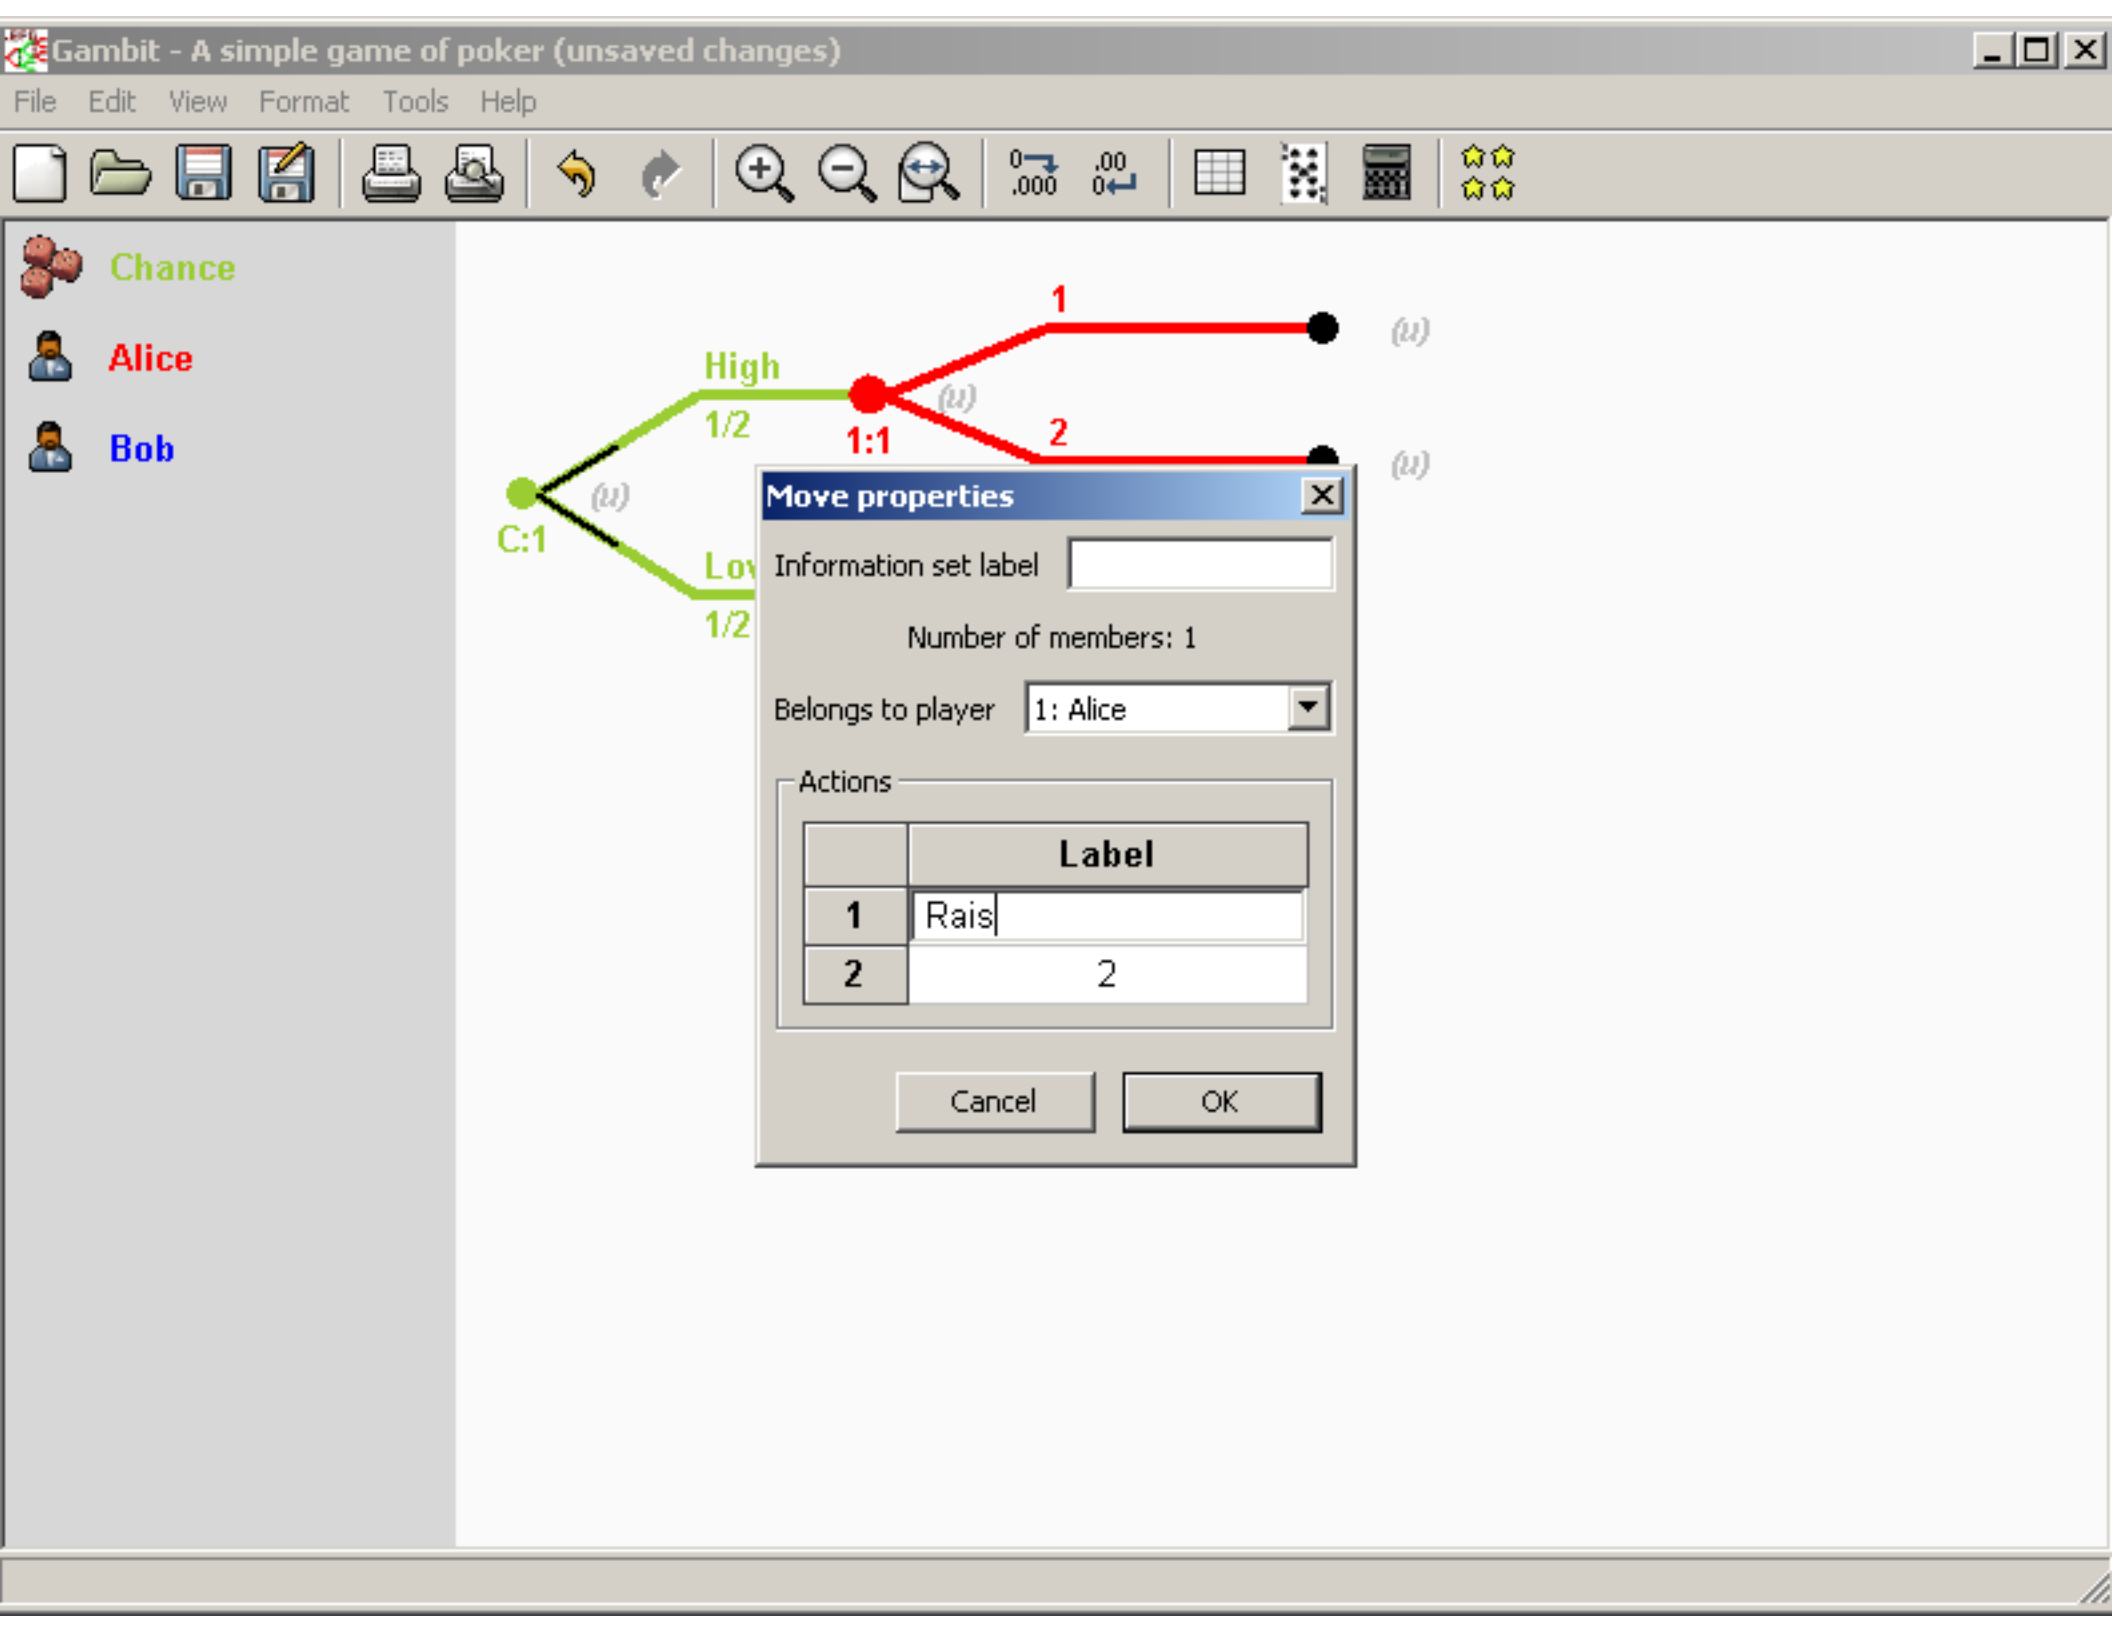 Gambit - A simple game of poker (unsaved changes)
File Edit View Format Tools Help
0 .000 .00 0
Chance
Alice
Bob
1
(u)
High
1/2
(u)
1:1
2
(u)
C:1
(u)
1/2
Move properties
Information set label
Number of members: 1
Belongs to player 1: Alice
Actions
Label
1 Rais
2 2
Cancel OK